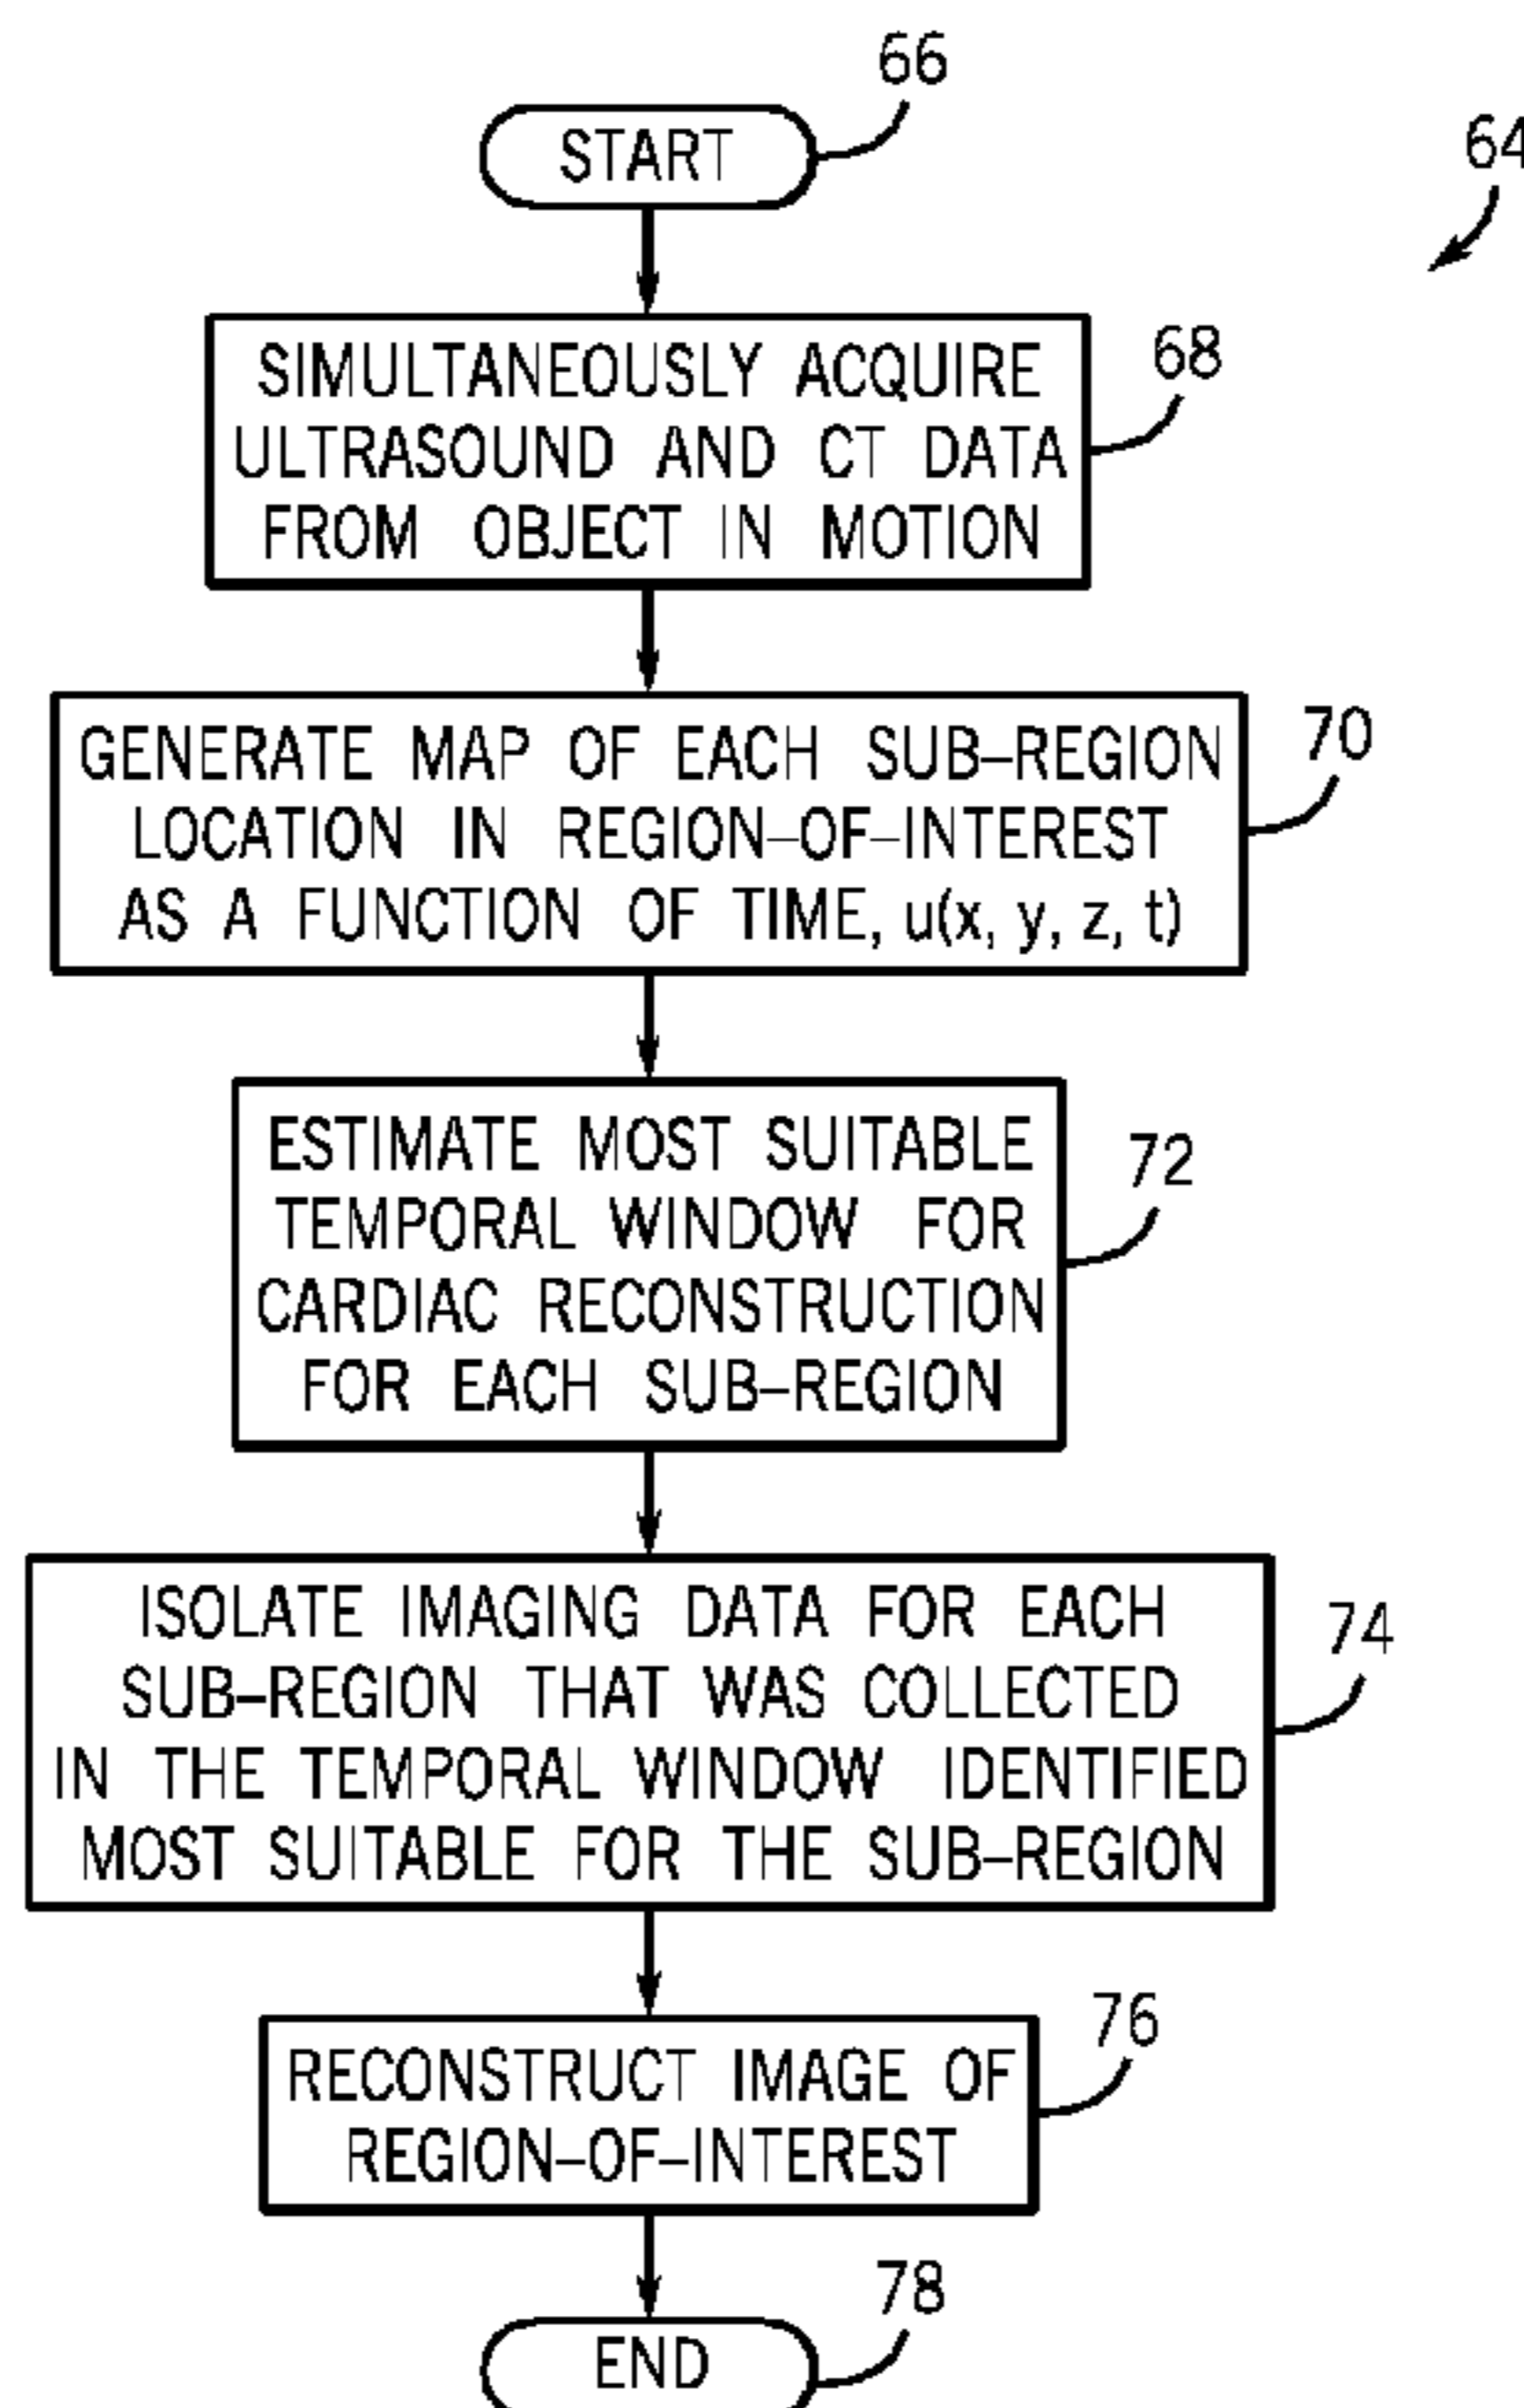 66
START
64
SIMULTANEOUSLY ACQUIRE
ULTRASOUND AND CT DATA
FROM OBJECT IN MOTION
68
GENERATE MAP OF EACH SUB–REGION
LOCATION IN REGION–OF–INTEREST
AS A FUNCTION OF TIME, u(x, y, z, t)
70
ESTIMATE MOST SUITABLE
TEMPORAL WINDOW FOR
CARDIAC RECONSTRUCTION
FOR EACH SUB–REGION
72
ISOLATE IMAGING DATA FOR EACH
SUB–REGION THAT WAS COLLECTED
IN THE TEMPORAL WINDOW IDENTIFIED
MOST SUITABLE FOR THE SUB–REGION
74
RECONSTRUCT IMAGE OF
REGION–OF–INTEREST
76
END
78